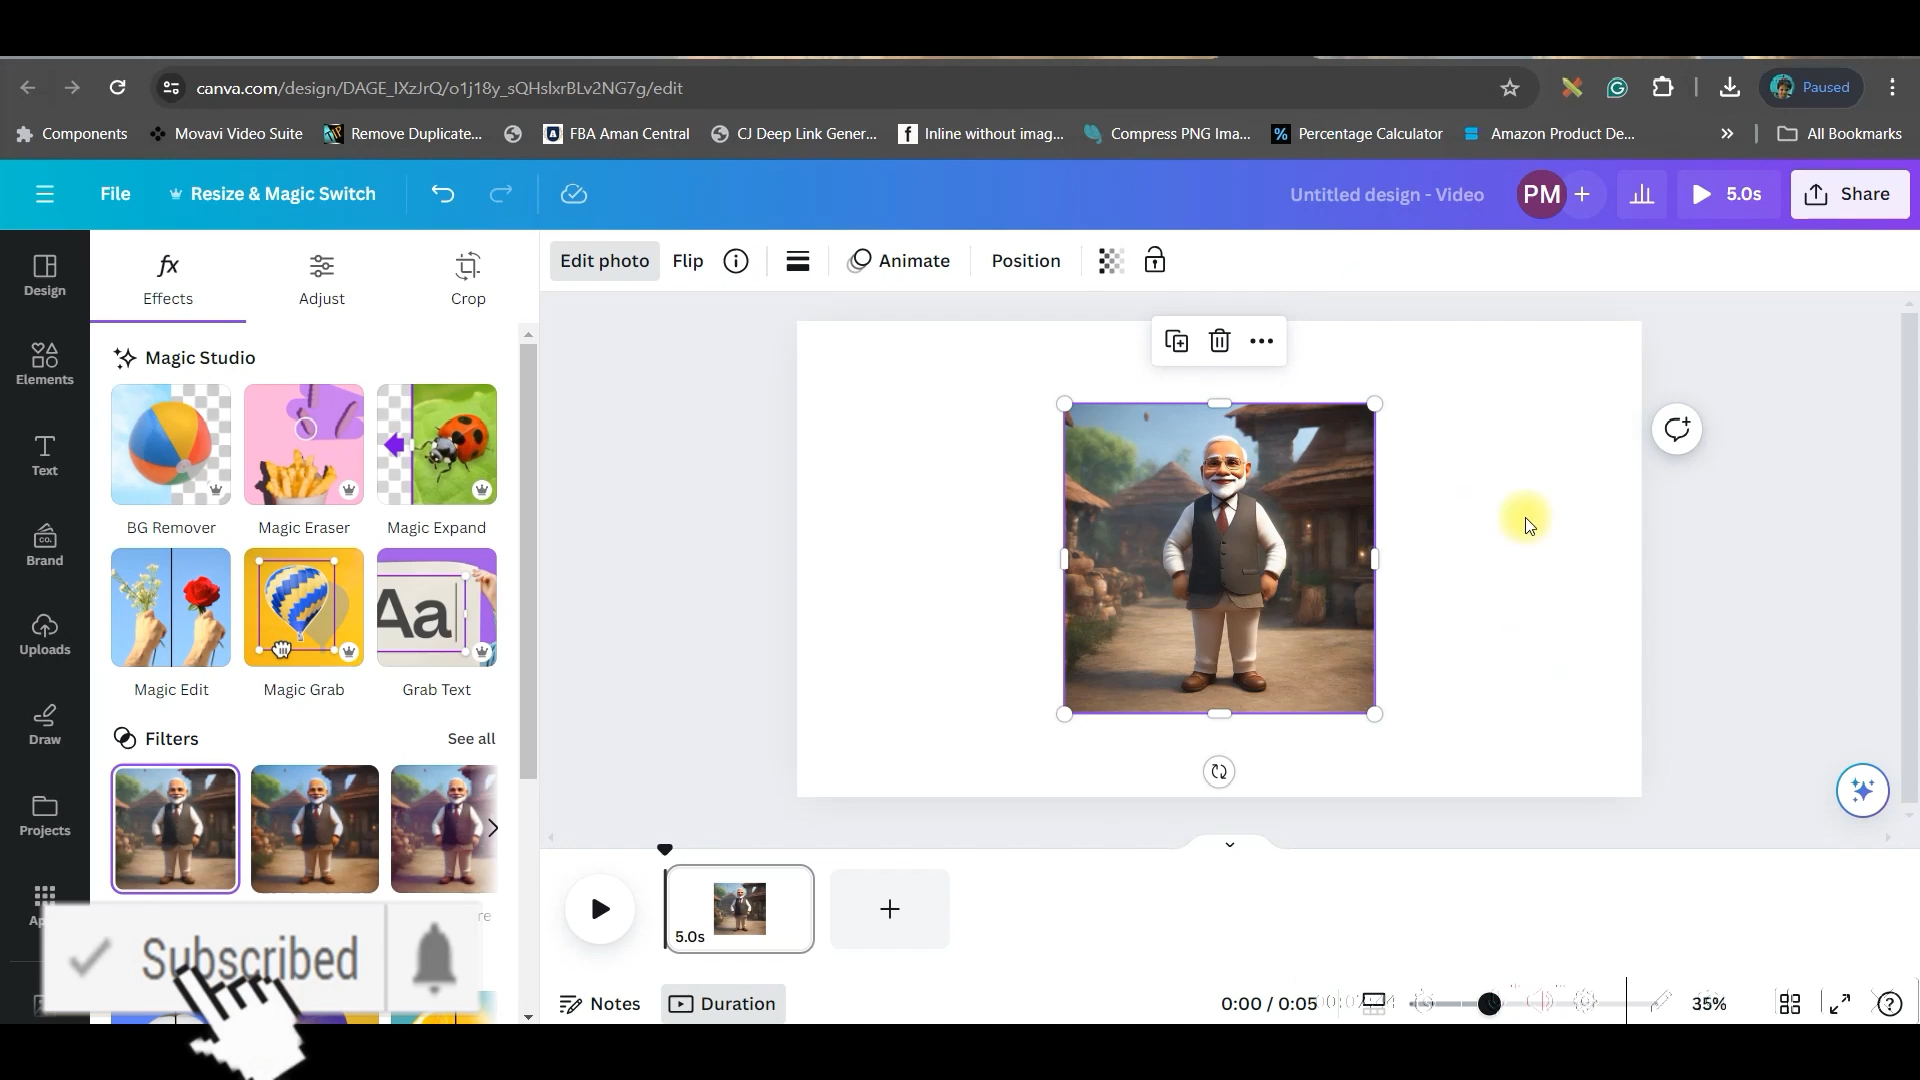 canva.com/design/DAGE_IXzJrQ/o1j18y_sQHslxrBLv2NG7g/edit
Paused
Components
Movavi Video Suite
Remove Duplicate...
FBA Aman Central
CJ Deep Link Gener...
Inline without imag...
Compress PNG Ima...
Percentage Calculator
Amazon Product De...
All Bookmarks
File
Resize & Magic Switch
Untitled design - Video
PM
5.0s
Share
Design
Elements
Text
Brand
Uploads
Draw
Projects
Effects
Adjust
Crop
Edit photo
Flip
Animate
Position
Magic Studio
BG Remover
Magic Eraser
Magic Expand
Aa
Magic Edit
Magic Grab
Grab Text
Filters
See all
Subscribed
5.0s
Notes
Duration
0:00 / 0:05
35%